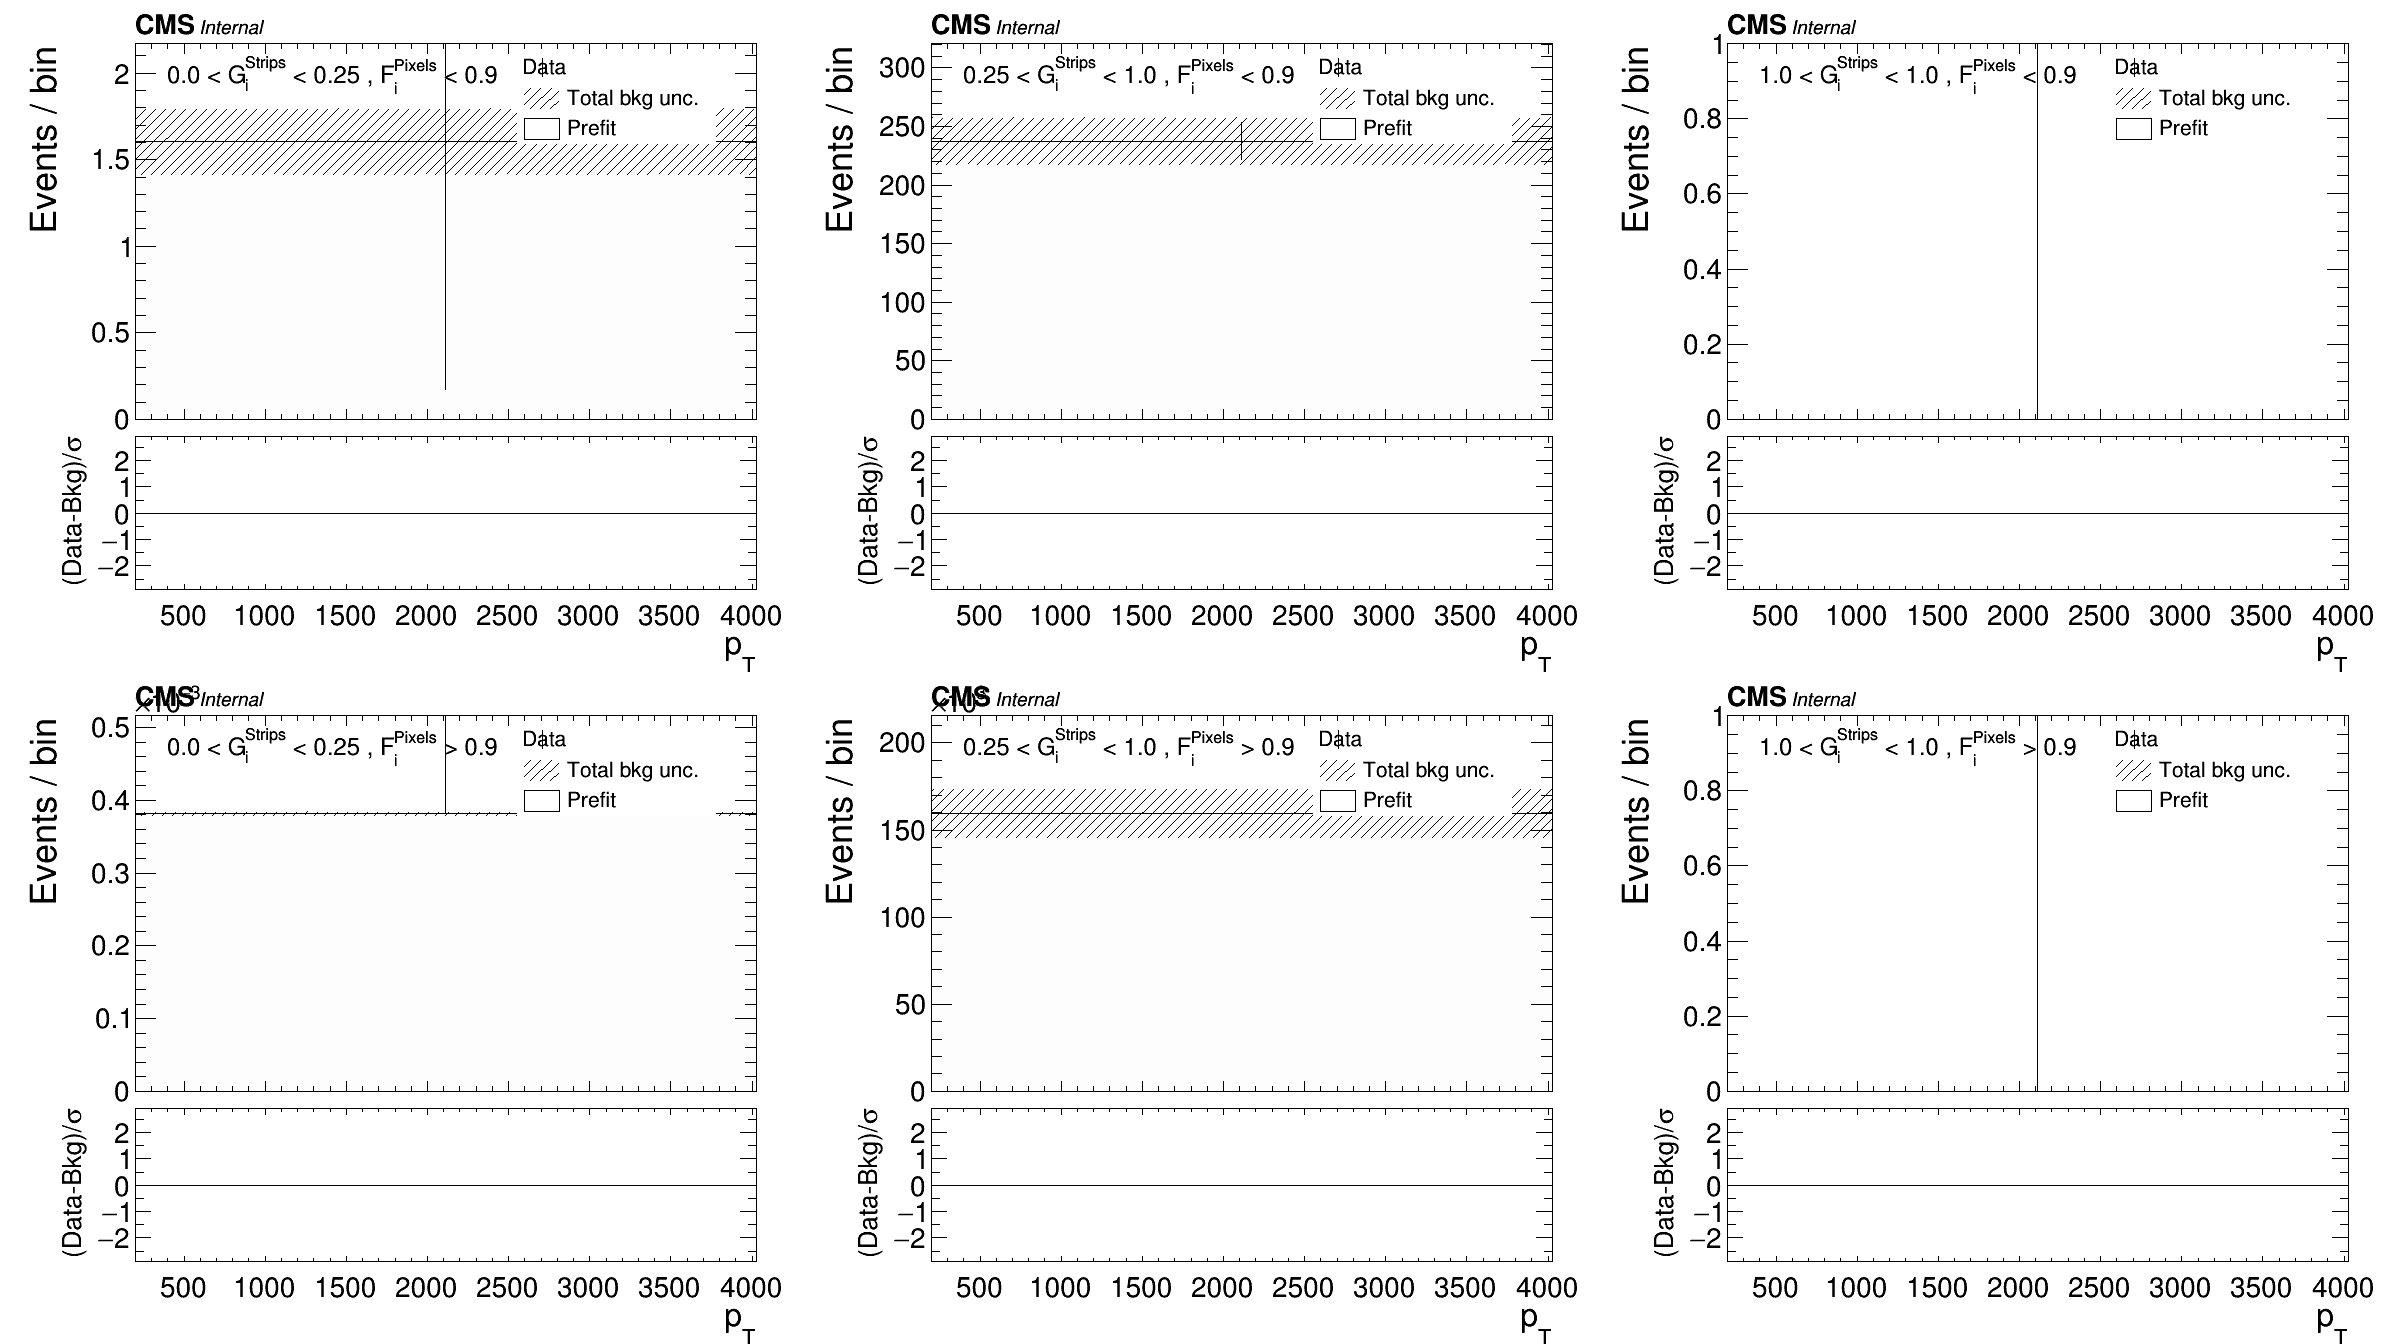 CMS Internal
Events / bin
0.0 < G_i^Strips < 0.25 , F_i^Pixels < 0.9
Data
Total bkg unc.
Prefit
2
1.5
1
0.5
0
(Data-Bkg)/σ
2
1
0
−1
−2
500 1000 1500 2000 2500 3000 3500 4000
p_T
CMS Internal
Events / bin
0.25 < G_i^Strips < 1.0 , F_i^Pixels < 0.9
Data
Total bkg unc.
Prefit
300
250
200
150
100
50
0
(Data-Bkg)/σ
2
1
0
−1
−2
500 1000 1500 2000 2500 3000 3500 4000
p_T
CMS Internal
Events / bin
1.0 < G_i^Strips < 1.0 , F_i^Pixels < 0.9
Data
Total bkg unc.
Prefit
1
0.8
0.6
0.4
0.2
0
(Data-Bkg)/σ
2
1
0
−1
−2
500 1000 1500 2000 2500 3000 3500 4000
p_T
CMS Internal
Events / bin
0.0 < G_i^Strips < 0.25 , F_i^Pixels > 0.9
Data
Total bkg unc.
Prefit
0.5
0.4
0.3
0.2
0.1
0
(Data-Bkg)/σ
2
1
0
−1
−2
500 1000 1500 2000 2500 3000 3500 4000
p_T
CMS Internal
Events / bin
0.25 < G_i^Strips < 1.0 , F_i^Pixels > 0.9
Data
Total bkg unc.
Prefit
200
150
100
50
0
(Data-Bkg)/σ
2
1
0
−1
−2
500 1000 1500 2000 2500 3000 3500 4000
p_T
CMS Internal
Events / bin
1.0 < G_i^Strips < 1.0 , F_i^Pixels > 0.9
Data
Total bkg unc.
Prefit
1
0.8
0.6
0.4
0.2
0
(Data-Bkg)/σ
2
1
0
−1
−2
500 1000 1500 2000 2500 3000 3500 4000
p_T